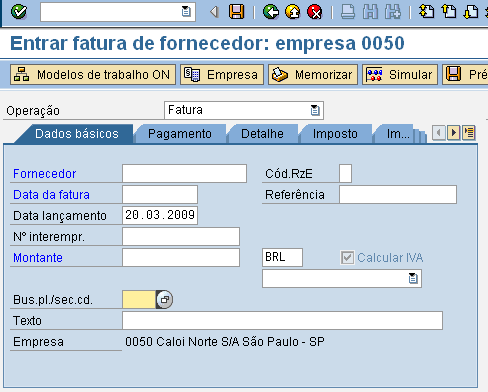 Entrar fatura de fornecedor: empresa 0050
Modelos de trabalho ON Empresa Memorizar Simular Pré
Operação Fatura
Dados básicos Pagamento Detalhe Imposto Im...
Fornecedor Cód.RzE
Data da fatura Referência
Data lançamento 20.03.2009
Nº interempr.
Montante BRL Calcular IVA
Bus.pl./sec.cd.
Texto
Empresa 0050 Caloi Norte S/A São Paulo - SP